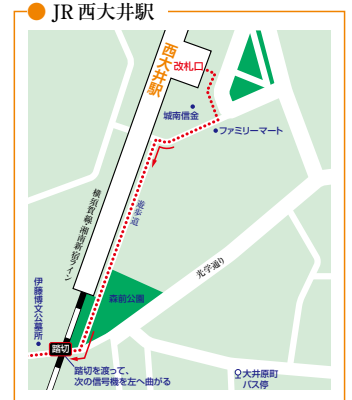 JR 西大井駅
西大井駅
改札口
城南信金
ファミリーマート
遊歩道
横須賀線・湘南新宿ライン
光学通り
伊藤博文公墓所
森前公園
踏切
踏切を渡って、
次の信号機を左へ曲がる
大井原町
バス停